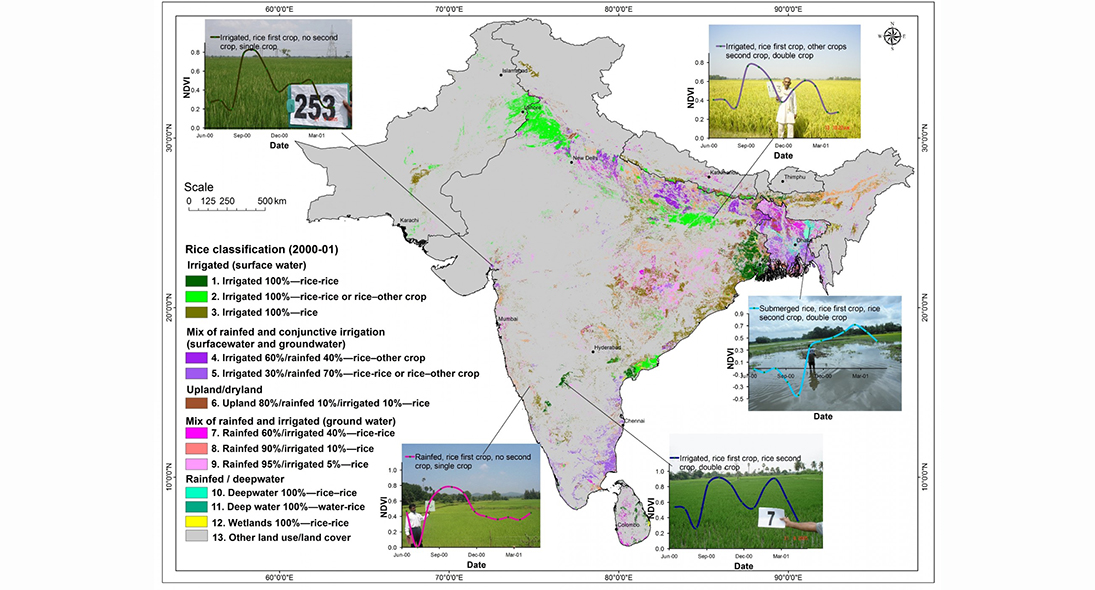 60°0'0"E 70°0'0"E 80°0'0"E 90°0'0"E
N
W E
S
Irrigated, rice first crop, no second
crop, single crop
NDVI
0.8
0.6
0.4
0.2
0.0
253
Jun-00 Sep-00 Dec-00 Mar-01
Date
Irrigated, rice first crop, other crops
second crop, double crop
NDVI
0.8
0.6
0.4
0.2
0.0
Jun-00 Sep-00 Dec-00 Mar-01
Date
30°0'0"N
30°0'0"N
Islamabad
Lahore
New Delhi
Kathmandu
Thimphu
Dhaka
Karachi
Mumbai
Hyderabad
Chennai
Colombo
Scale
0 125 250 500 km
20°0'0"N
20°0'0"N
Rice classification (2000-01)
Irrigated (surface water)
1. Irrigated 100%—rice-rice
2. Irrigated 100%—rice-rice or rice–other crop
3. Irrigated 100%—rice
Mix of rainfed and conjunctive irrigation
(surfacewater and groundwater)
4. Irrigated 60%/rainfed 40%—rice–other crop
5. Irrigated 30%/rainfed 70%—rice-rice or rice–other crop
Upland/dryland
6. Upland 80%/rainfed 10%/irrigated 10%—rice
Mix of rainfed and irrigated (ground water)
7. Rainfed 60%/irrigated 40%—rice-rice
8. Rainfed 90%/irrigated 10%—rice
9. Rainfed 95%/irrigated 5%—rice
Rainfed / deepwater
10. Deepwater 100%—rice–rice
11. Deep water 100%—water-rice
12. Wetlands 100%—rice-rice
13. Other land use/land cover
Submerged rice, rice first crop, rice
second crop, double crop
NDVI
0.9
0.7
0.5
0.3
0.1
-0.1
-0.3
-0.5
Sep-00 Dec-00 Mar-01
Date
Rainfed, rice first crop, no second
crop, single crop
NDVI
1.0
0.8
0.6
0.4
0.2
0.0
Jun-00 Sep-00 Dec-00 Mar-01
Date
Irrigated, rice first crop, rice second
crop, double crop
NDVI
1.0
0.8
0.6
0.4
0.2
0.0
7
Jun-00 Sep-00 Dec-00 Mar-01
Date
10°0'0"N
10°0'0"N
60°0'0"E 70°0'0"E 80°0'0"E 90°0'0"E